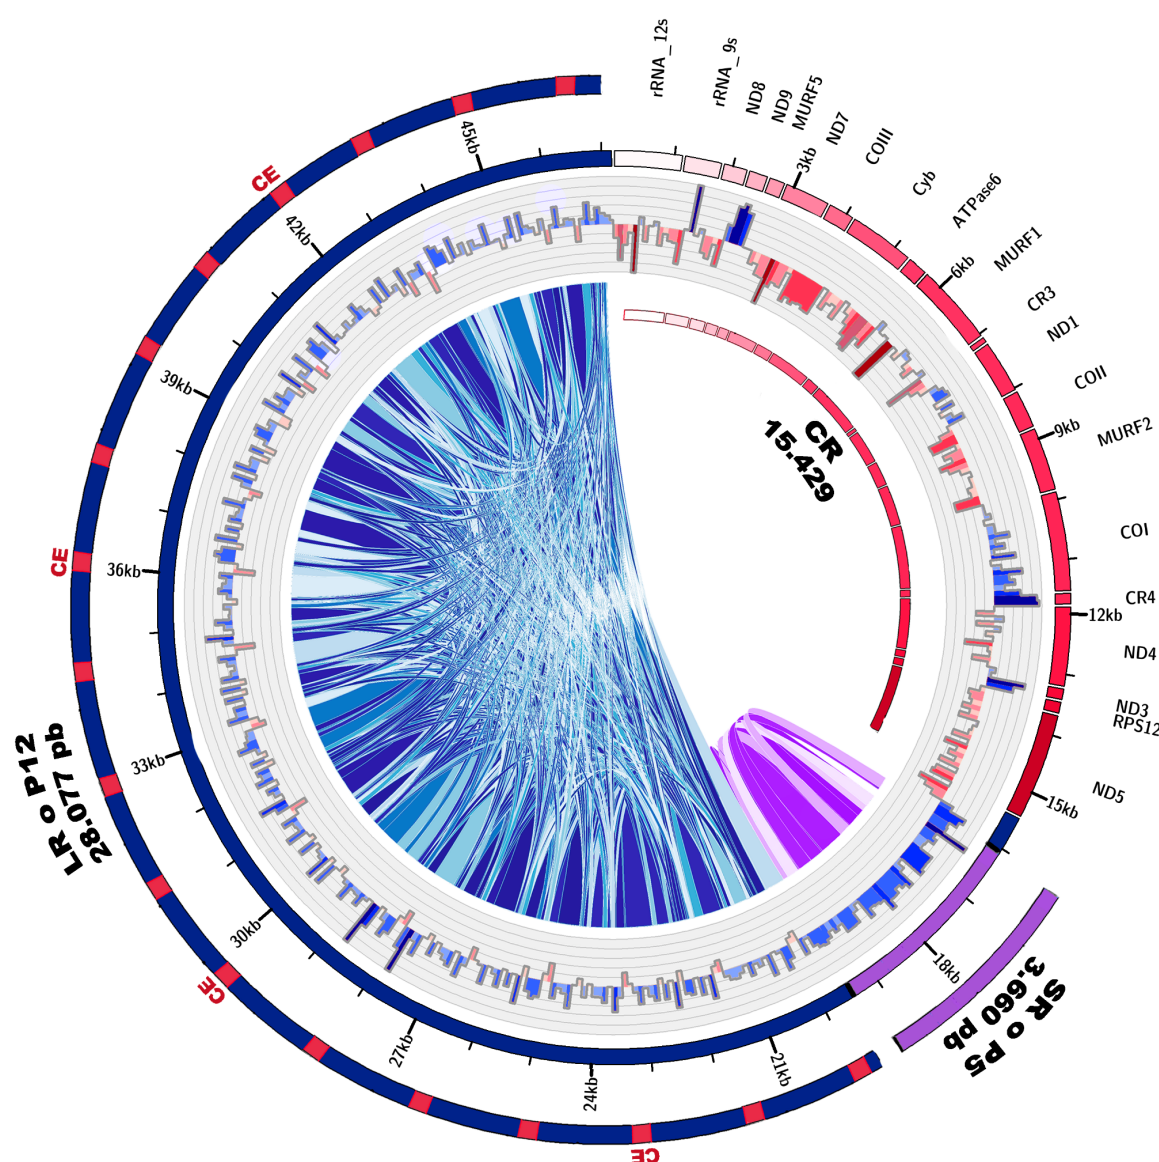 rRNA_12s
rRNA_9s
ND8
ND9
MURF5
ND7
COIII
Cyb
ATPase6
MURF1
CR3
ND1
COII
MURF2
COI
CR4
ND4
ND3
RPS12
ND5
3kb
6kb
9kb
12kb
15kb
18kb
21kb
24kb
27kb
30kb
33kb
36kb
39kb
42kb
45kb
CR
15.429
SR o P5
3.660 pb
LR o P12
28.077 pb
CE
CE
CE
CE